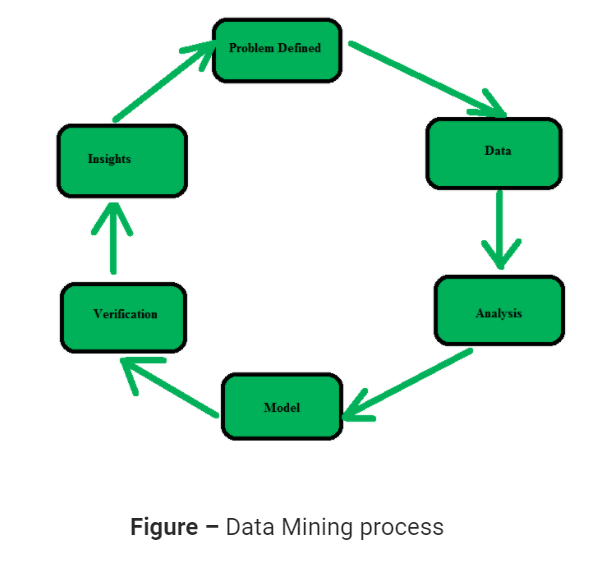 Problem Defined
Data
Analysis
Model
Verification
Insights
Figure – Data Mining process